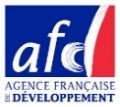 afd
AGENCE FRANÇAISE
DE DÉVELOPPEMENT